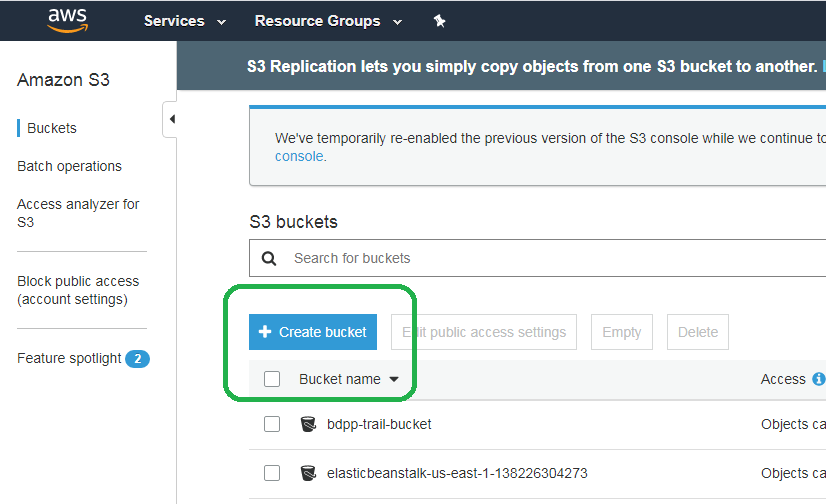 aws Services Resource Groups
Amazon S3
Buckets
Batch operations
Access analyzer for
S3
Block public access
(account settings)
Feature spotlight 2
S3 Replication lets you simply copy objects from one S3 bucket to another.
We've temporarily re-enabled the previous version of the S3 console while we continue to
console.
S3 buckets
Search for buckets
+ Create bucket Edit public access settings Empty Delete
Bucket name Access
bdpp-trail-bucket Objects ca
elasticbeanstalk-us-east-1-138226304273 Objects ca